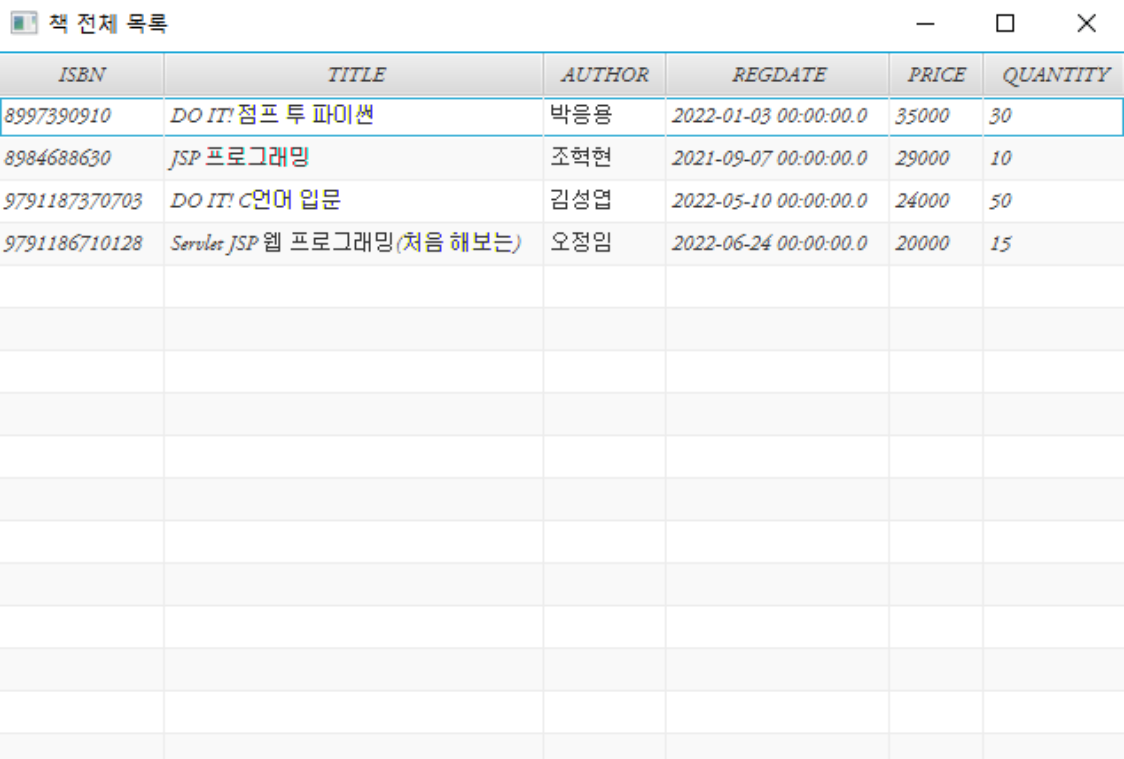 책 전체 목록
ISBN TITLE AUTHOR REGDATE PRICE QUANTITY
8997390910 DO IT! 점프 투 파이썬 박응용 2022-01-03 00:00:00.0 35000 30
8984688630 JSP 프로그래밍 조혁현 2021-09-07 00:00:00.0 29000 10
9791187370703 DO IT! C언어 입문 김성엽 2022-05-10 00:00:00.0 24000 50
9791186710128 Servlet JSP 웹 프로그래밍(처음 해보는) 오정임 2022-06-24 00:00:00.0 20000 15